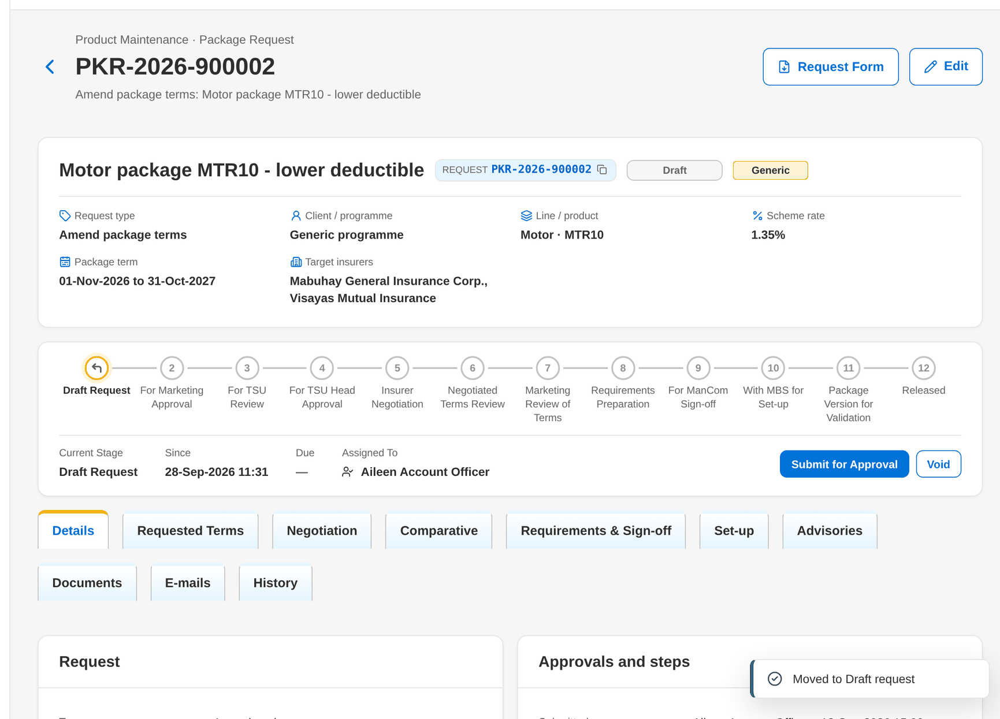 Product Maintenance · Package Request
PKR-2026-900002
Amend package terms: Motor package MTR10 - lower deductible
Request Form
Edit
Motor package MTR10 - lower deductible
REQUEST PKR-2026-900002
Draft
Generic
Request type
Client / programme
Line / product
Scheme rate
Amend package terms
Generic programme
Motor · MTR10
1.35%
Package term
Target insurers
01-Nov-2026 to 31-Oct-2027
Mabuhay General Insurance Corp.,
Visayas Mutual Insurance
2 3 4 5 6 7 8 9 10 11 12
Draft Request
For Marketing
Approval
For TSU
Review
For TSU Head
Approval
Insurer
Negotiation
Negotiated
Terms Review
Marketing
Review of
Terms
Requirements
Preparation
For ManCom
Sign-off
With MBS for
Set-up
Package
Version for
Validation
Released
Current Stage
Since
Due
Assigned To
Draft Request
28-Sep-2026 11:31
—
Aileen Account Officer
Submit for Approval
Void
Details
Requested Terms
Negotiation
Comparative
Requirements & Sign-off
Set-up
Advisories
Documents
E-mails
History
Request
Approvals and steps
Moved to Draft request